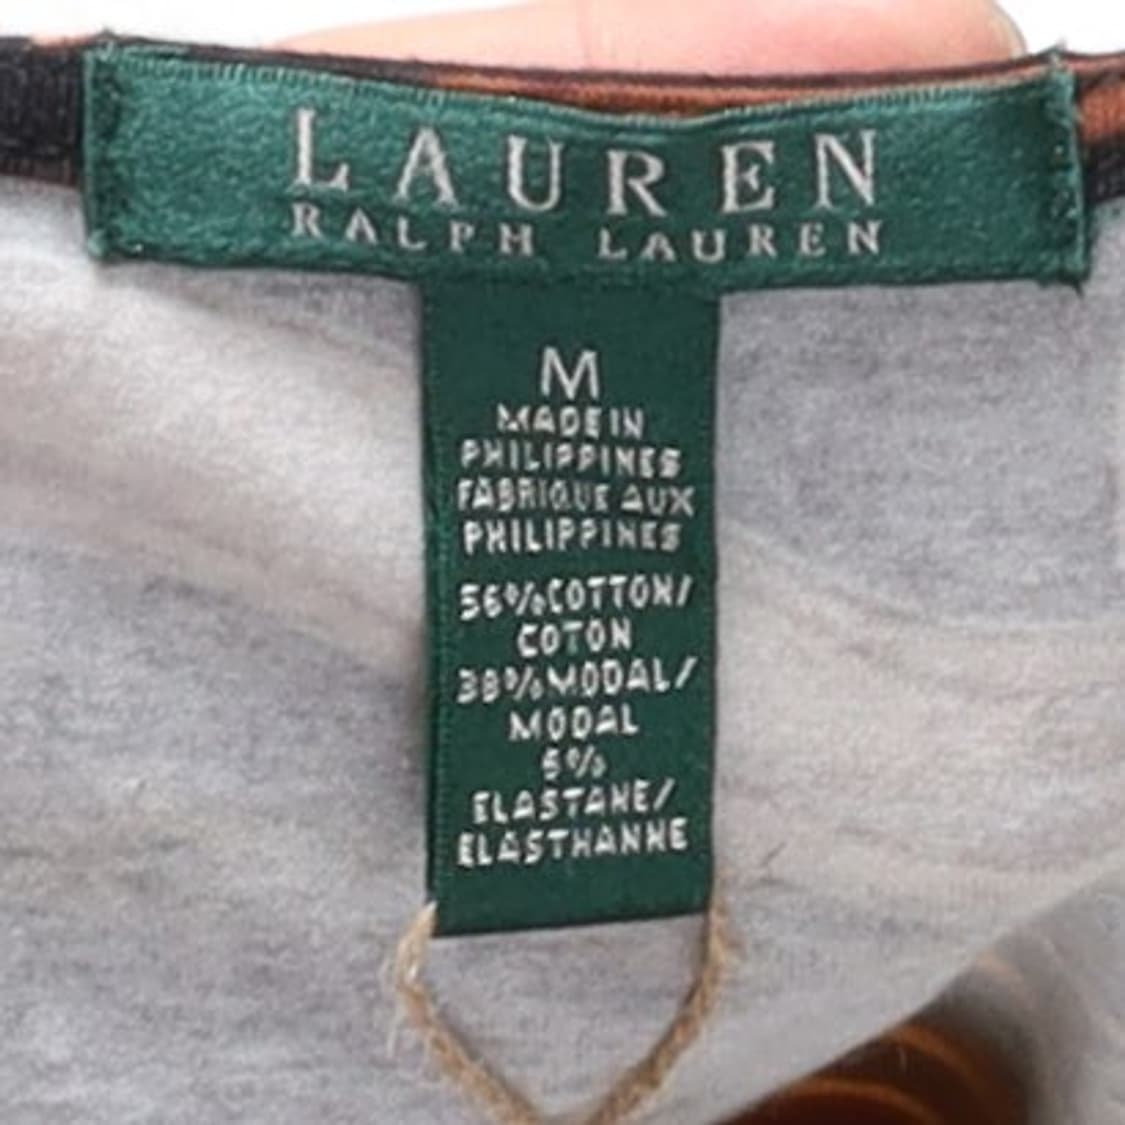 LAUREN
RALPH LAUREN
M
MADE IN
PHILIPPINES
FABRIQUE AUX
PHILIPPINES
56%COTTON/
COTON
38%MODAL/
MODAL
6%
ELASTANE/
ELASTHANNE